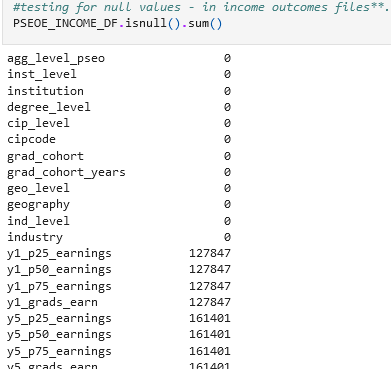 #testing for null values - in income outcomes files**.
PSEOE_INCOME_DF.isnull().sum()
agg_level_pseo 0
inst_level 0
institution 0
degree_level 0
cip_level 0
cipcode 0
grad_cohort 0
grad_cohort_years 0
geo_level 0
geography 0
ind_level 0
industry 0
y1_p25_earnings 127847
y1_p50_earnings 127847
y1_p75_earnings 127847
y1_grads_earn 127847
y5_p25_earnings 161401
y5_p50_earnings 161401
y5_p75_earnings 161401
y5_grads_earn 161401